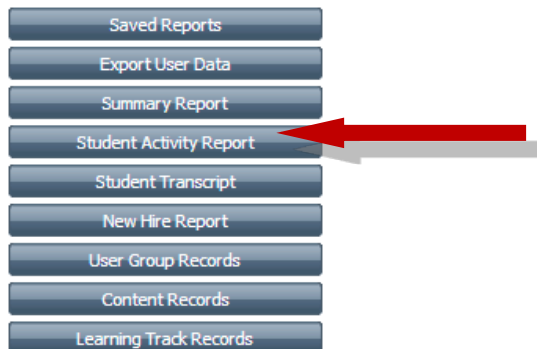 Saved Reports
Export User Data
Summary Report
Student Activity Report
Student Transcript
New Hire Report
User Group Records
Content Records
Learning Track Records